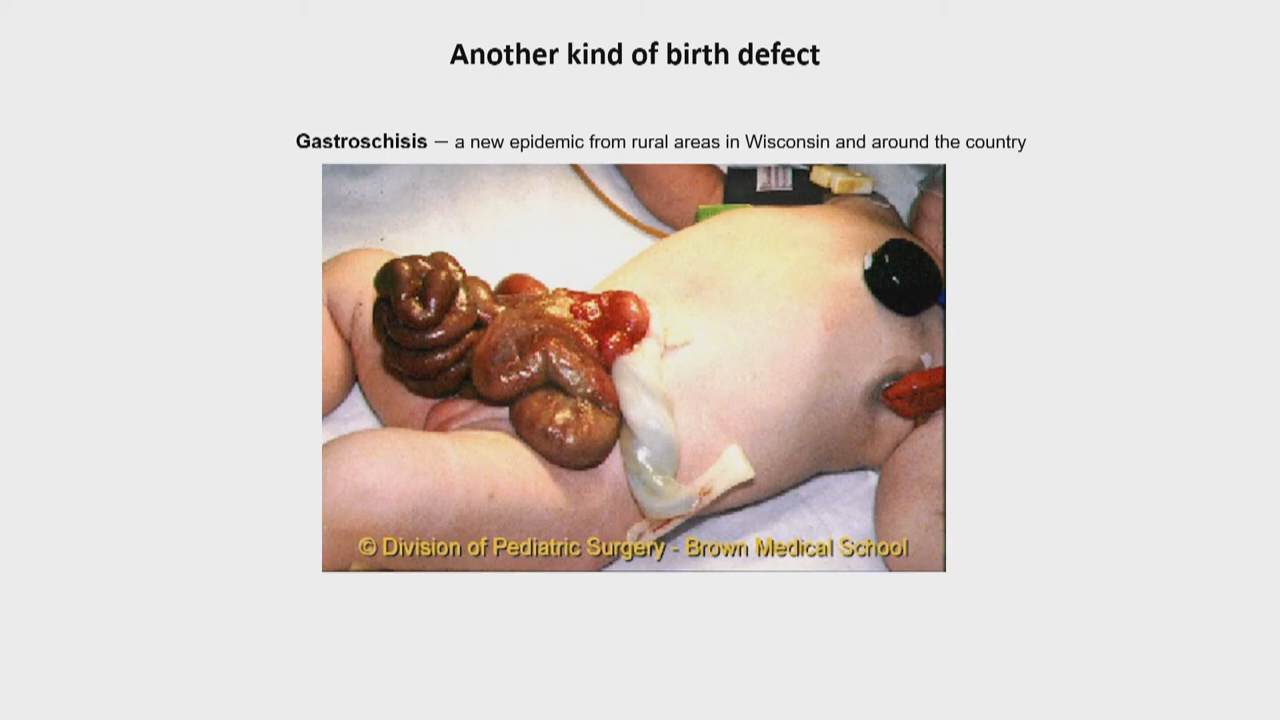 Another kind of birth defect
Gastroschisis — a new epidemic from rural areas in Wisconsin and around the country
© Division of Pediatric Surgery - Brown Medical School